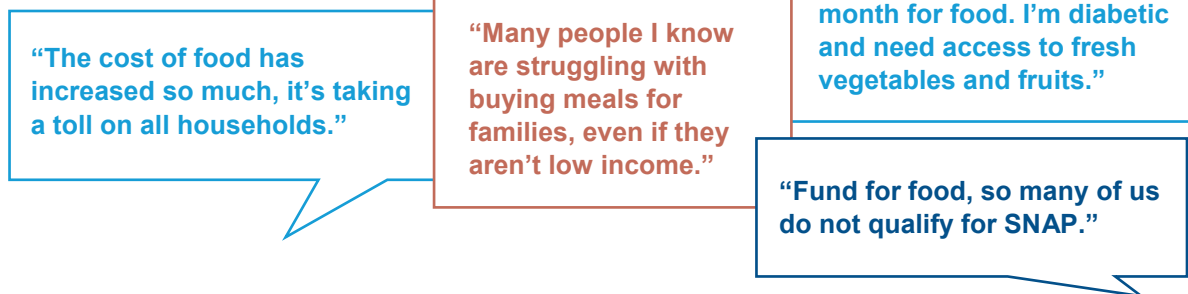 “The cost of food has
increased so much, it’s taking
a toll on all households.”
“Many people I know
are struggling with
buying meals for
families, even if they
aren’t low income.”
month for food. I’m diabetic
and need access to fresh
vegetables and fruits.”
“Fund for food, so many of us
do not qualify for SNAP.”